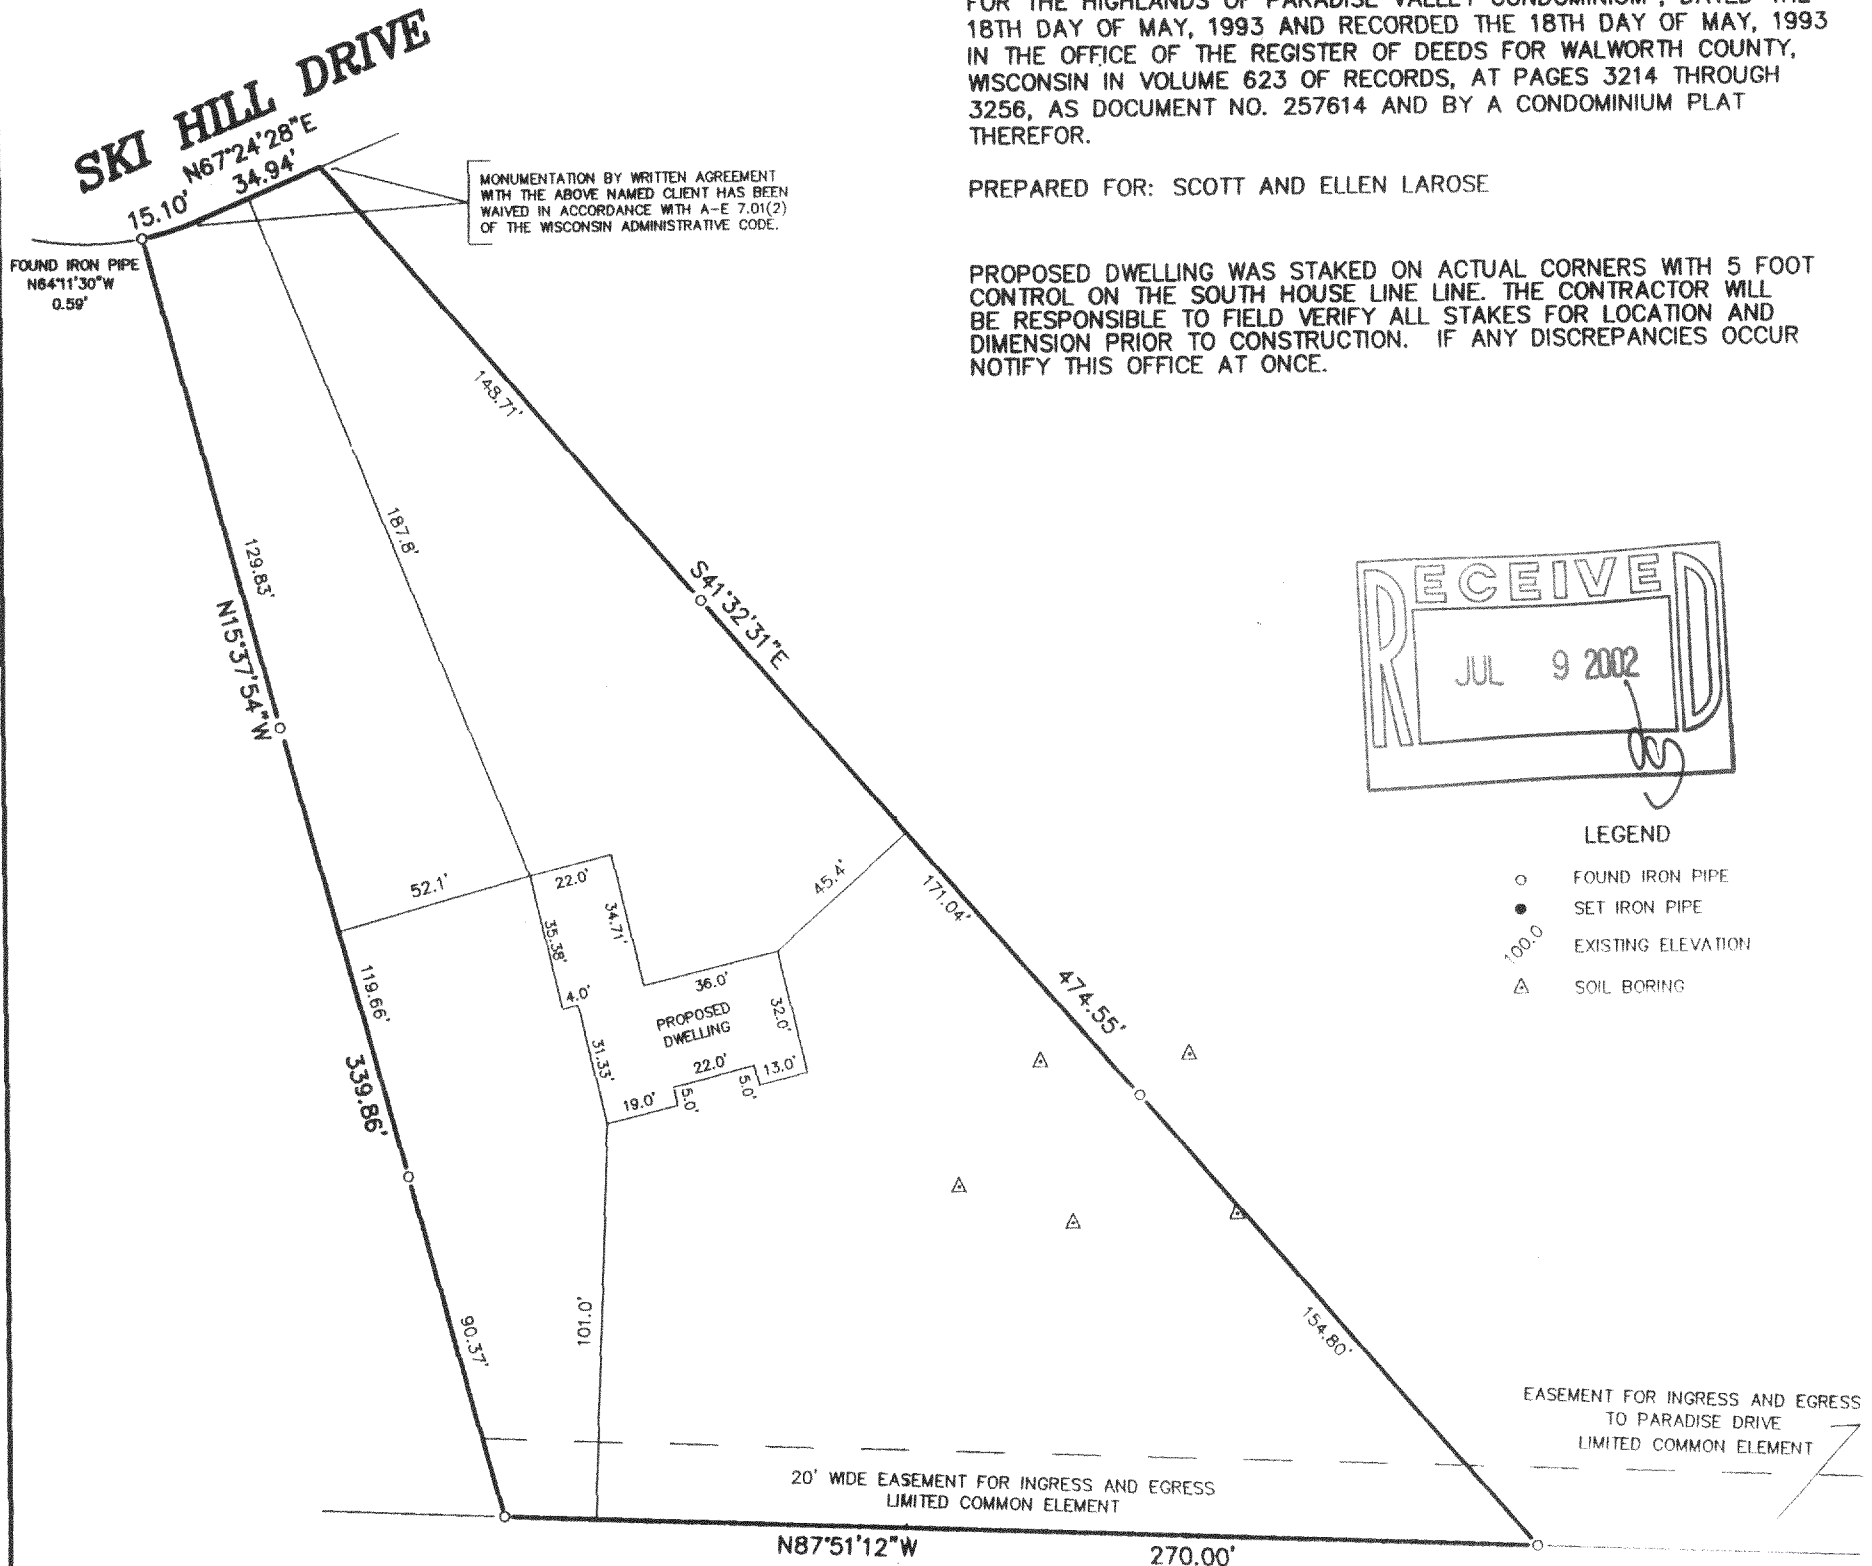 FOR THE HIGHLANDS OF PARADISE VALLEY CONDOMINIUM", DATED THE
18TH DAY OF MAY, 1993 AND RECORDED THE 18TH DAY OF MAY, 1993
IN THE OFFICE OF THE REGISTER OF DEEDS FOR WALWORTH COUNTY,
WISCONSIN IN VOLUME 623 OF RECORDS, AT PAGES 3214 THROUGH
3256, AS DOCUMENT NO. 257614 AND BY A CONDOMINIUM PLAT
THEREFOR.
PREPARED FOR: SCOTT AND ELLEN LAROSE
PROPOSED DWELLING WAS STAKED ON ACTUAL CORNERS WITH 5 FOOT
CONTROL ON THE SOUTH HOUSE LINE LINE. THE CONTRACTOR WILL
BE RESPONSIBLE TO FIELD VERIFY ALL STAKES FOR LOCATION AND
DIMENSION PRIOR TO CONSTRUCTION. IF ANY DISCREPANCIES OCCUR
NOTIFY THIS OFFICE AT ONCE.
SKI HILL DRIVE
N67°24'28"E
34.94'
15.10'
MONUMENTATION BY WRITTEN AGREEMENT
WITH THE ABOVE NAMED CLIENT HAS BEEN
WAIVED IN ACCORDANCE WITH A-E 7.01(2)
OF THE WISCONSIN ADMINISTRATIVE CODE.
FOUND IRON PIPE
N64°11'30"W
0.59'
148.71'
187.8'
129.83'
N15°37'54"W
S41°32'31"E
RECEIVED
JUL 9 2002
LEGEND
FOUND IRON PIPE
SET IRON PIPE
100.0 EXISTING ELEVATION
SOIL BORING
52.1'
22.0'
45.4'
171.04'
34.71'
35.38'
119.66'
4.0'
36.0'
474.55'
PROPOSED
DWELLING
32.0'
31.33'
22.0'
13.0'
5.0'
19.0'
5.0'
339.86'
101.0'
90.37'
154.80'
EASEMENT FOR INGRESS AND EGRESS
TO PARADISE DRIVE
LIMITED COMMON ELEMENT
20' WIDE EASEMENT FOR INGRESS AND EGRESS
LIMITED COMMON ELEMENT
N87°51'12"W 270.00'